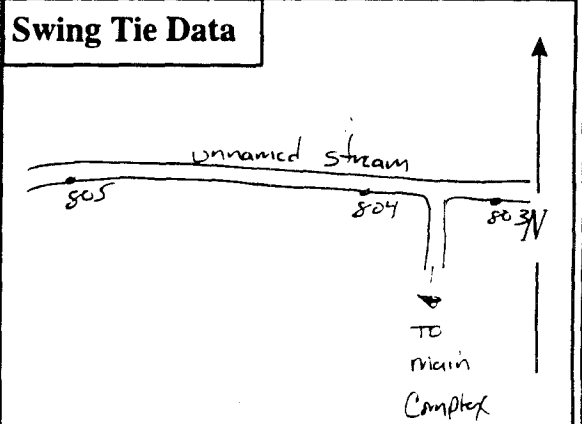 Swing Tie Data
unnamed stream
805
804
803
N
TO
main
Complex